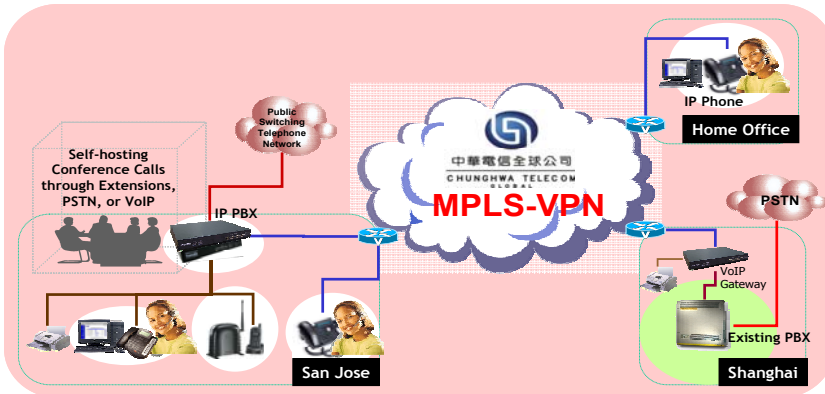 Public
Switching
Telephone
Network
Self-hosting
Conference Calls
through Extensions,
PSTN, or VoIP
IP PBX
San Jose
中華電信全球公司
CHUNGHWA TELECOM
GLOBAL
MPLS-VPN
IP Phone
V
Home Office
PSTN
V
V
VoIP
Gateway
Existing PBX
Shanghai